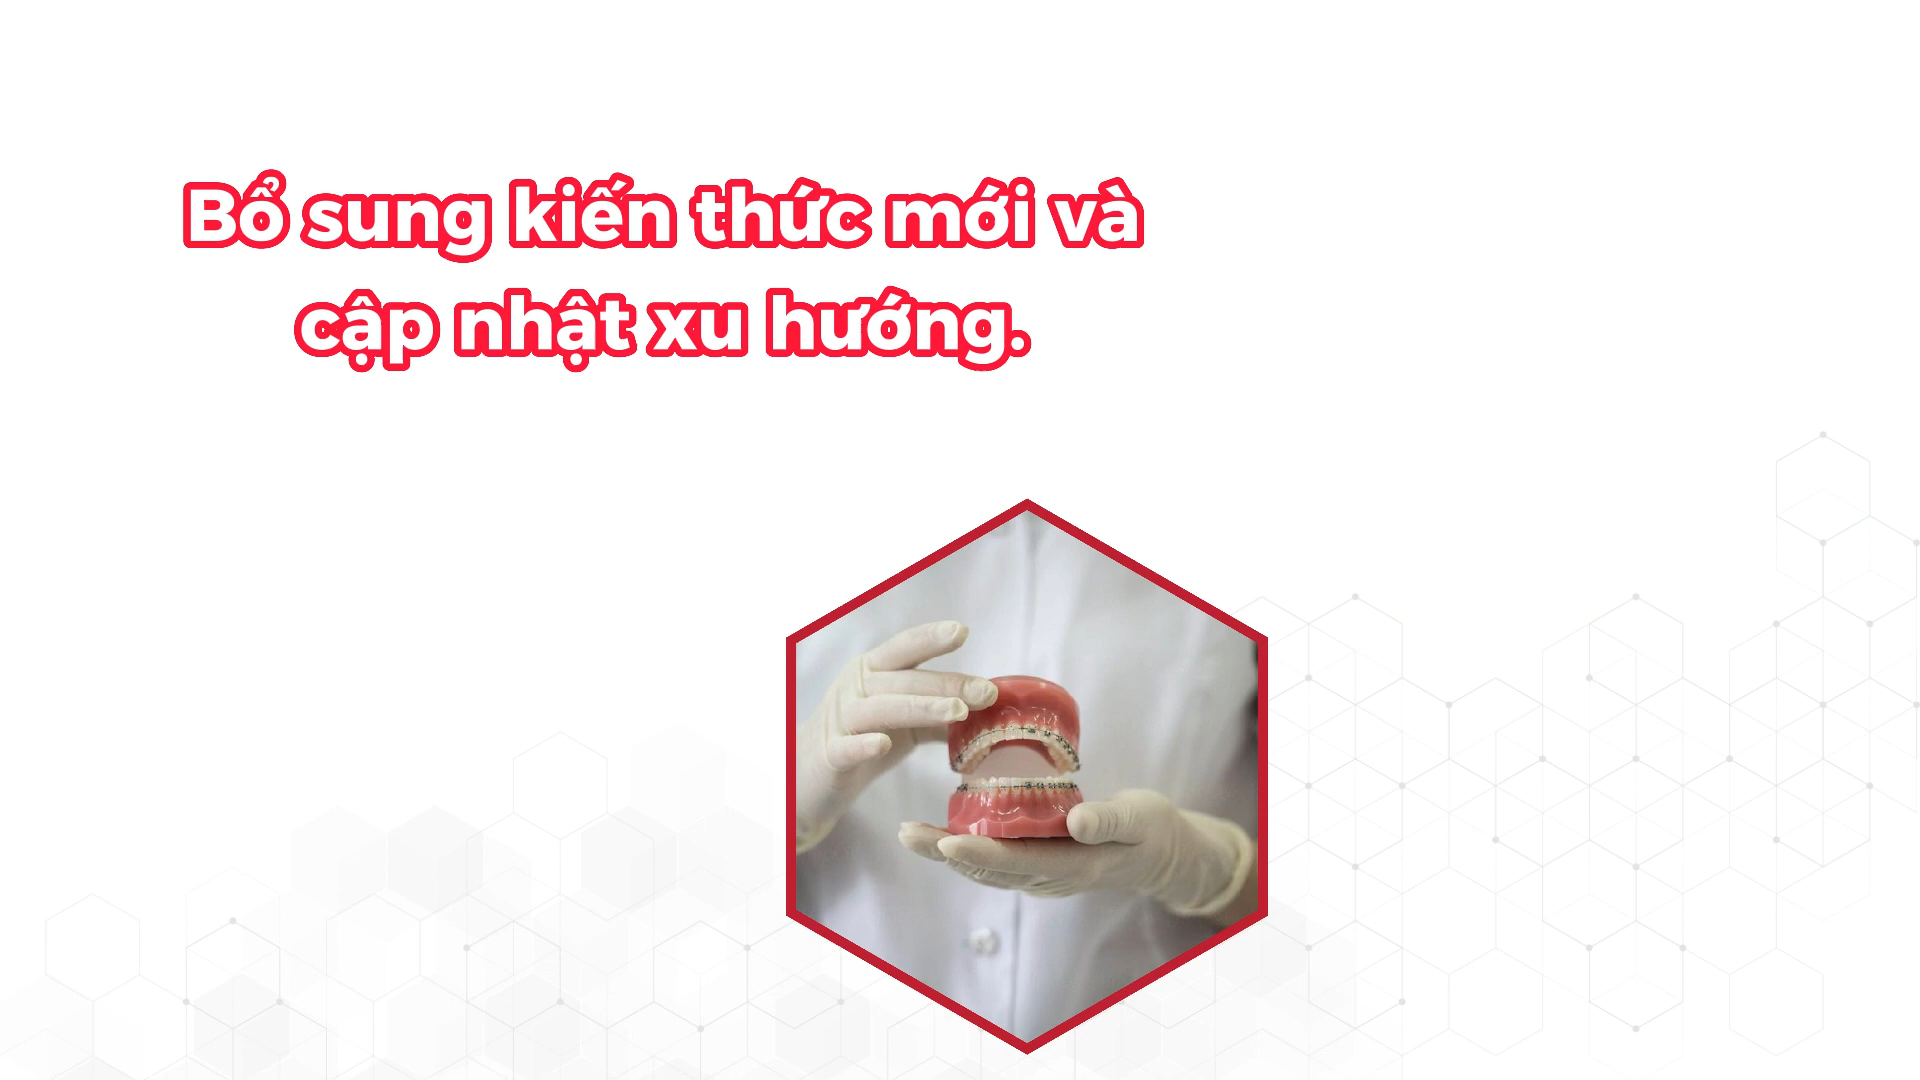 Bổ sung kiến thức mới và
cập nhật xu hướng.